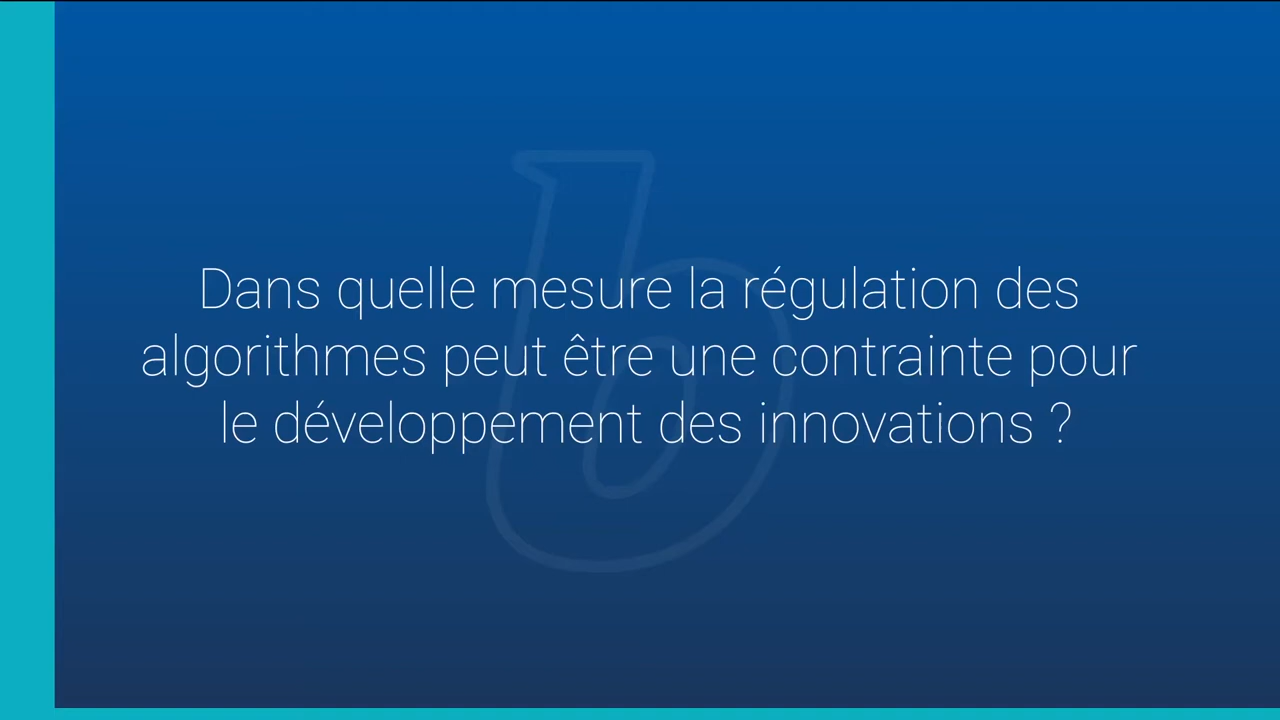 Dans quelle mesure la régulation des
algorithmes peut être une contrainte pour
le développement des innovations ?